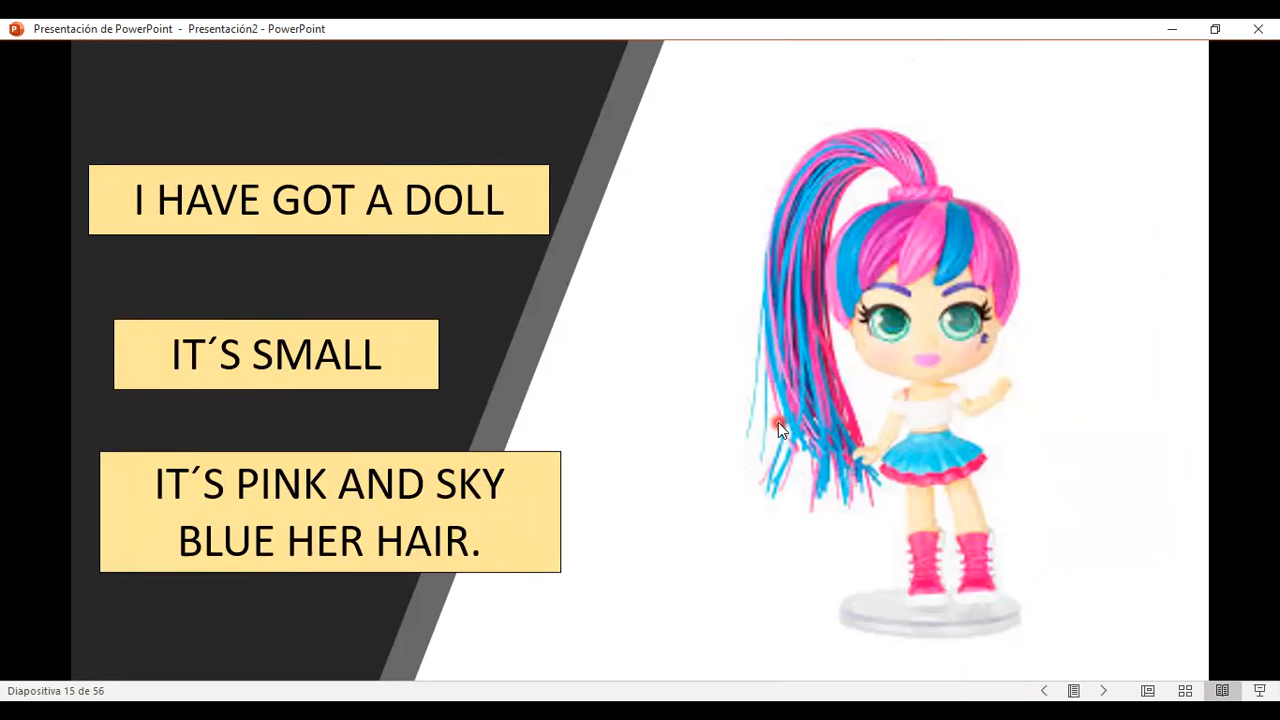 Presentación de PowerPoint - Presentación2 - PowerPoint
I HAVE GOT A DOLL
IT´S SMALL
IT´S PINK AND SKY
BLUE HER HAIR.
Diapositiva 15 de 56